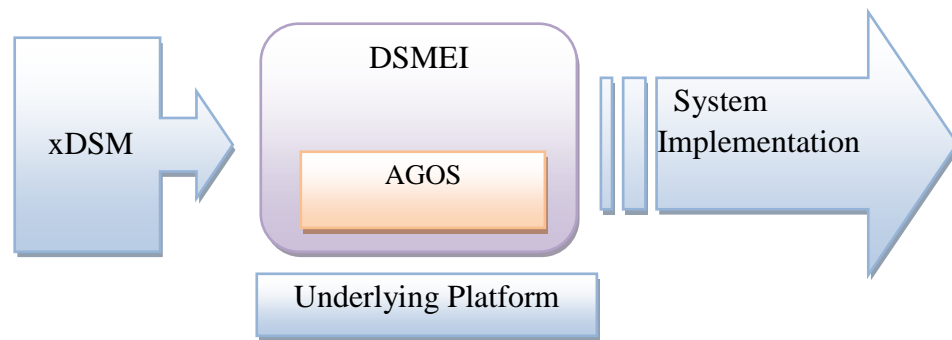 xDSM
DSMEI
AGOS
Underlying Platform
System
Implementation